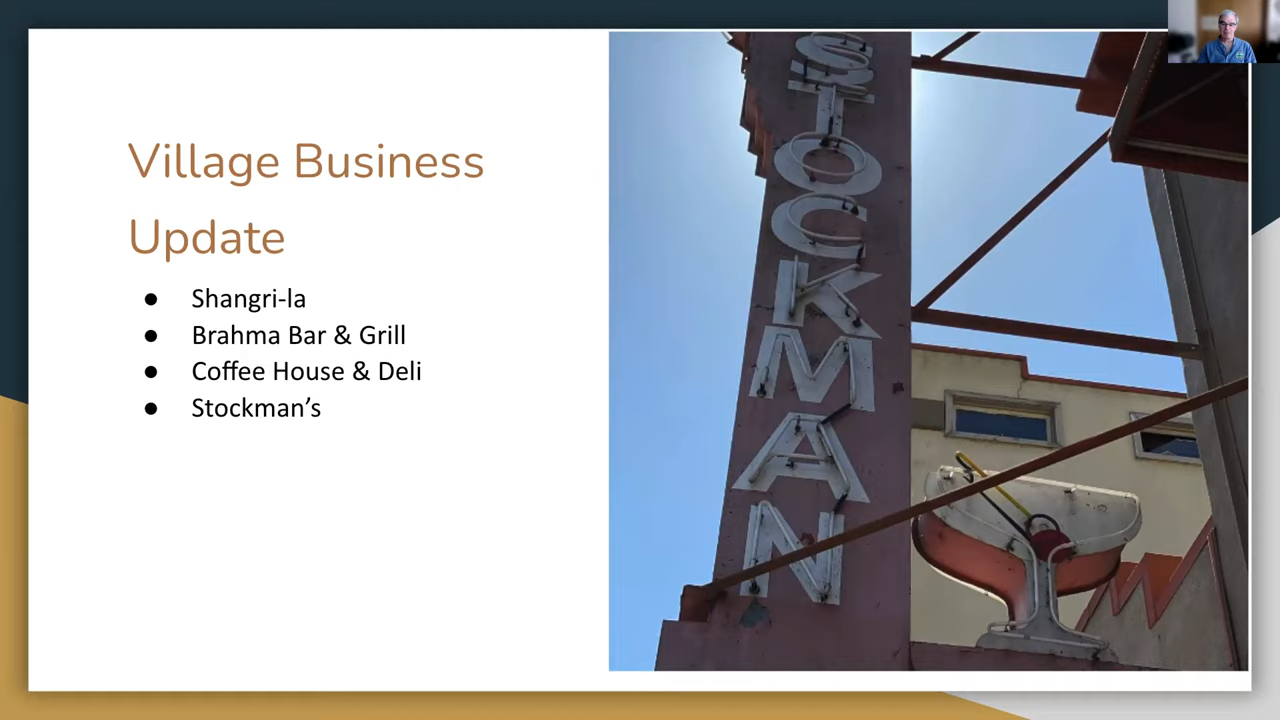 Village Business
Update
● Shangri-la
● Brahma Bar & Grill
● Coffee House & Deli
● Stockman’s
STOCKMAN